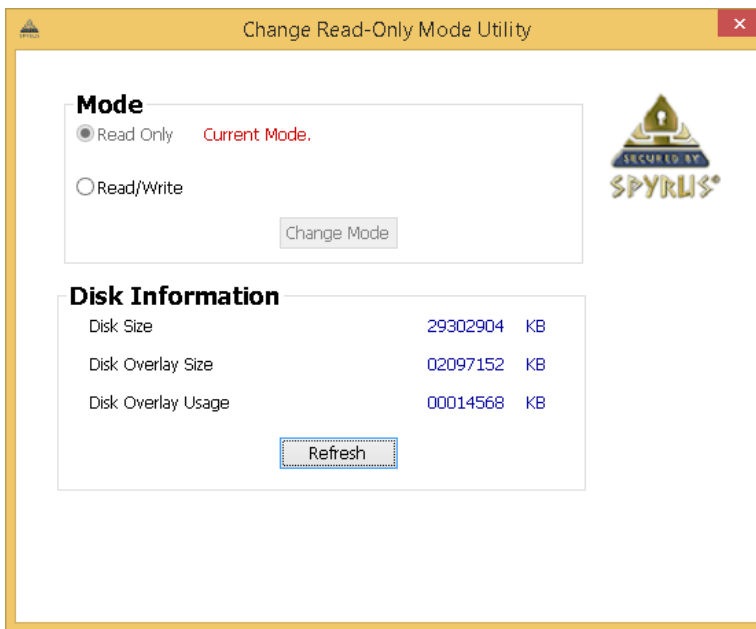 Change Read-Only Mode Utility
Mode
Read Only Current Mode.
Read/Write
Change Mode
SECURED BY
SPYRUS®
Disk Information
Disk Size 29302904 KB
Disk Overlay Size 02097152 KB
Disk Overlay Usage 00014568 KB
Refresh